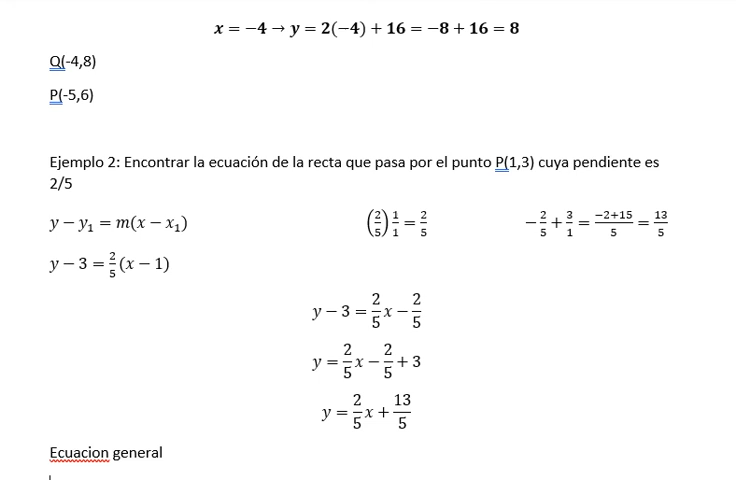 x = −4 → y = 2(−4) + 16 = −8 + 16 = 8
Q(-4,8)
P(-5,6)
Ejemplo 2: Encontrar la ecuación de la recta que pasa por el punto P(1,3) cuya pendiente es
2/5
y − y₁ = m(x − x₁) (2/5) 1/1 = 2/5 −2/5 + 3/1 = (−2+15)/5 = 13/5
y − 3 = 2/5 (x − 1)
y − 3 = 2/5 x − 2/5
y = 2/5 x − 2/5 + 3
y = 2/5 x + 13/5
Ecuacion general